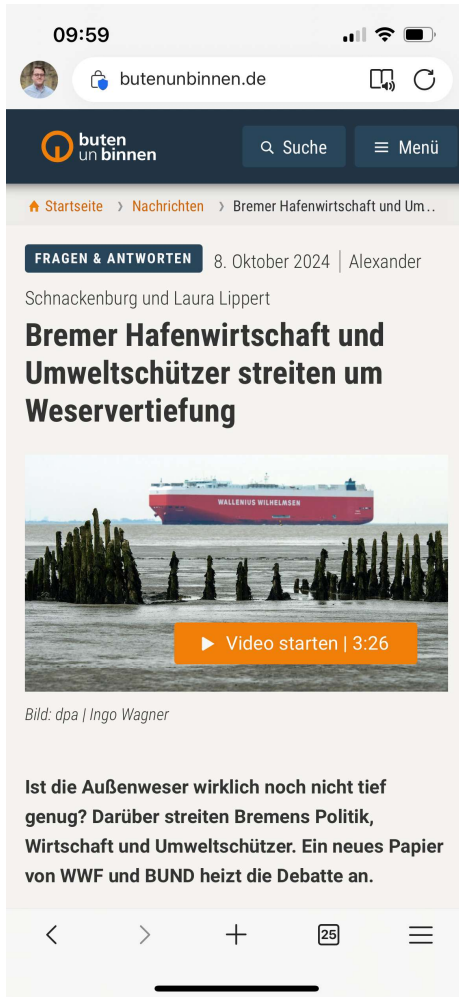 09:59
butenunbinnen.de
buten
un binnen
Suche
Menü
Startseite
Nachrichten
Bremer Hafenwirtschaft und Um..
FRAGEN & ANTWORTEN
8. Oktober 2024 | Alexander
Schnackenburg und Laura Lippert
Bremer Hafenwirtschaft und
Umweltschützer streiten um
Weservertiefung
WALLENIUS WILHELMSEN
Video starten | 3:26
Bild: dpa | Ingo Wagner
Ist die Außenweser wirklich noch nicht tief
genug? Darüber streiten Bremens Politik,
Wirtschaft und Umweltschützer. Ein neues Papier
von WWF und BUND heizt die Debatte an.
25